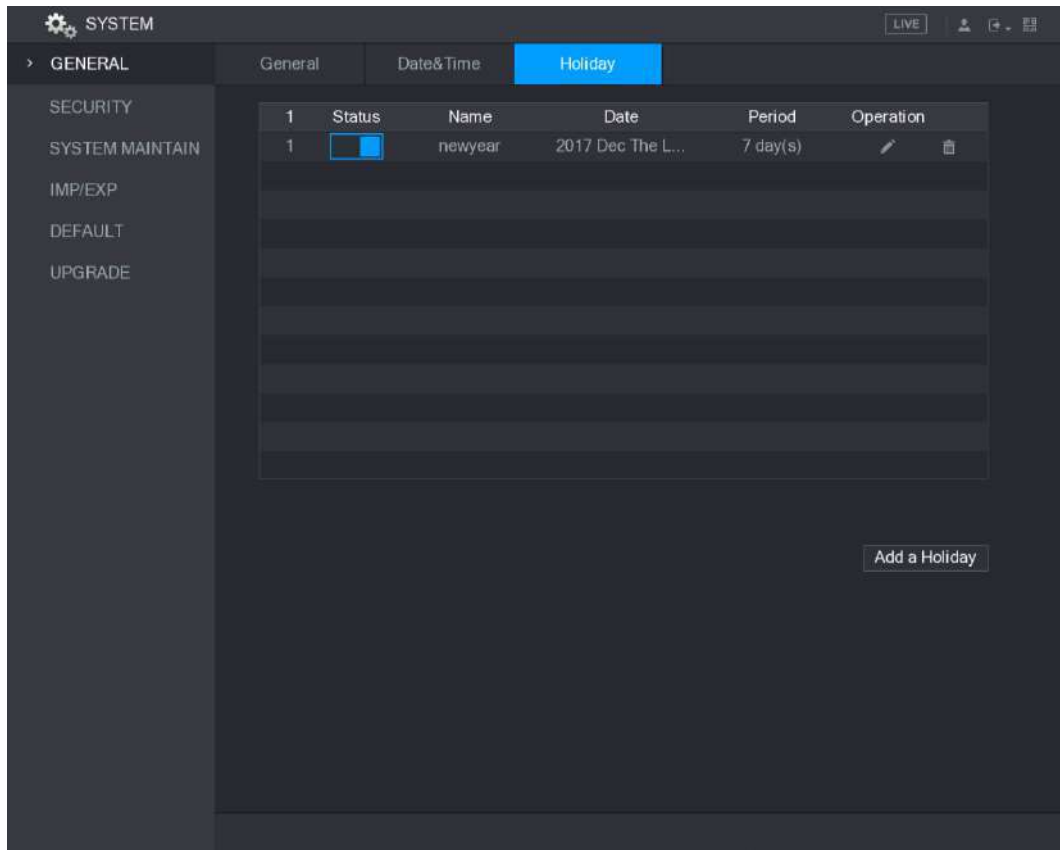 SYSTEM
LIVE
GENERAL
General Date&Time Holiday
SECURITY
SYSTEM MAINTAIN
IMP/EXP
DEFAULT
UPGRADE
1 Status Name Date Period Operation
1 newyear 2017 Dec The L... 7 day(s)
Add a Holiday